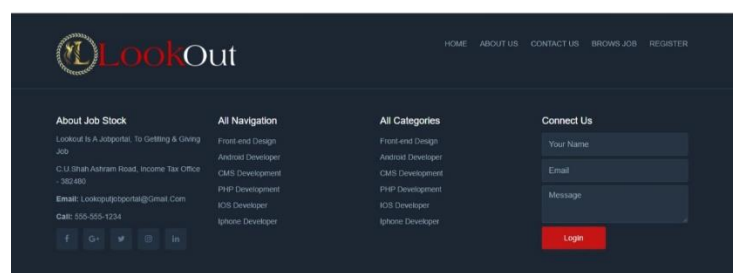 LookOut
HOME ABOUT US CONTACT US BROWS JOB REGISTER
About Job Stock
Lookout Is A Jobportal, To Getiting & Giving
Job
C.U.Shah Ashram Road, Income Tax Office
- 382480
Email: Lookoputjobportal@Gmail.Com
Call: 555-555-1234
f G+ in
All Navigation
Front-end Design
Android Developer
CMS Development
PHP Development
IOS Developer
Iphone Developer
All Categories
Front-end Design
Android Developer
CMS Development
PHP Development
IOS Developer
Iphone Developer
Connect Us
Your Name
Email
Message
Login